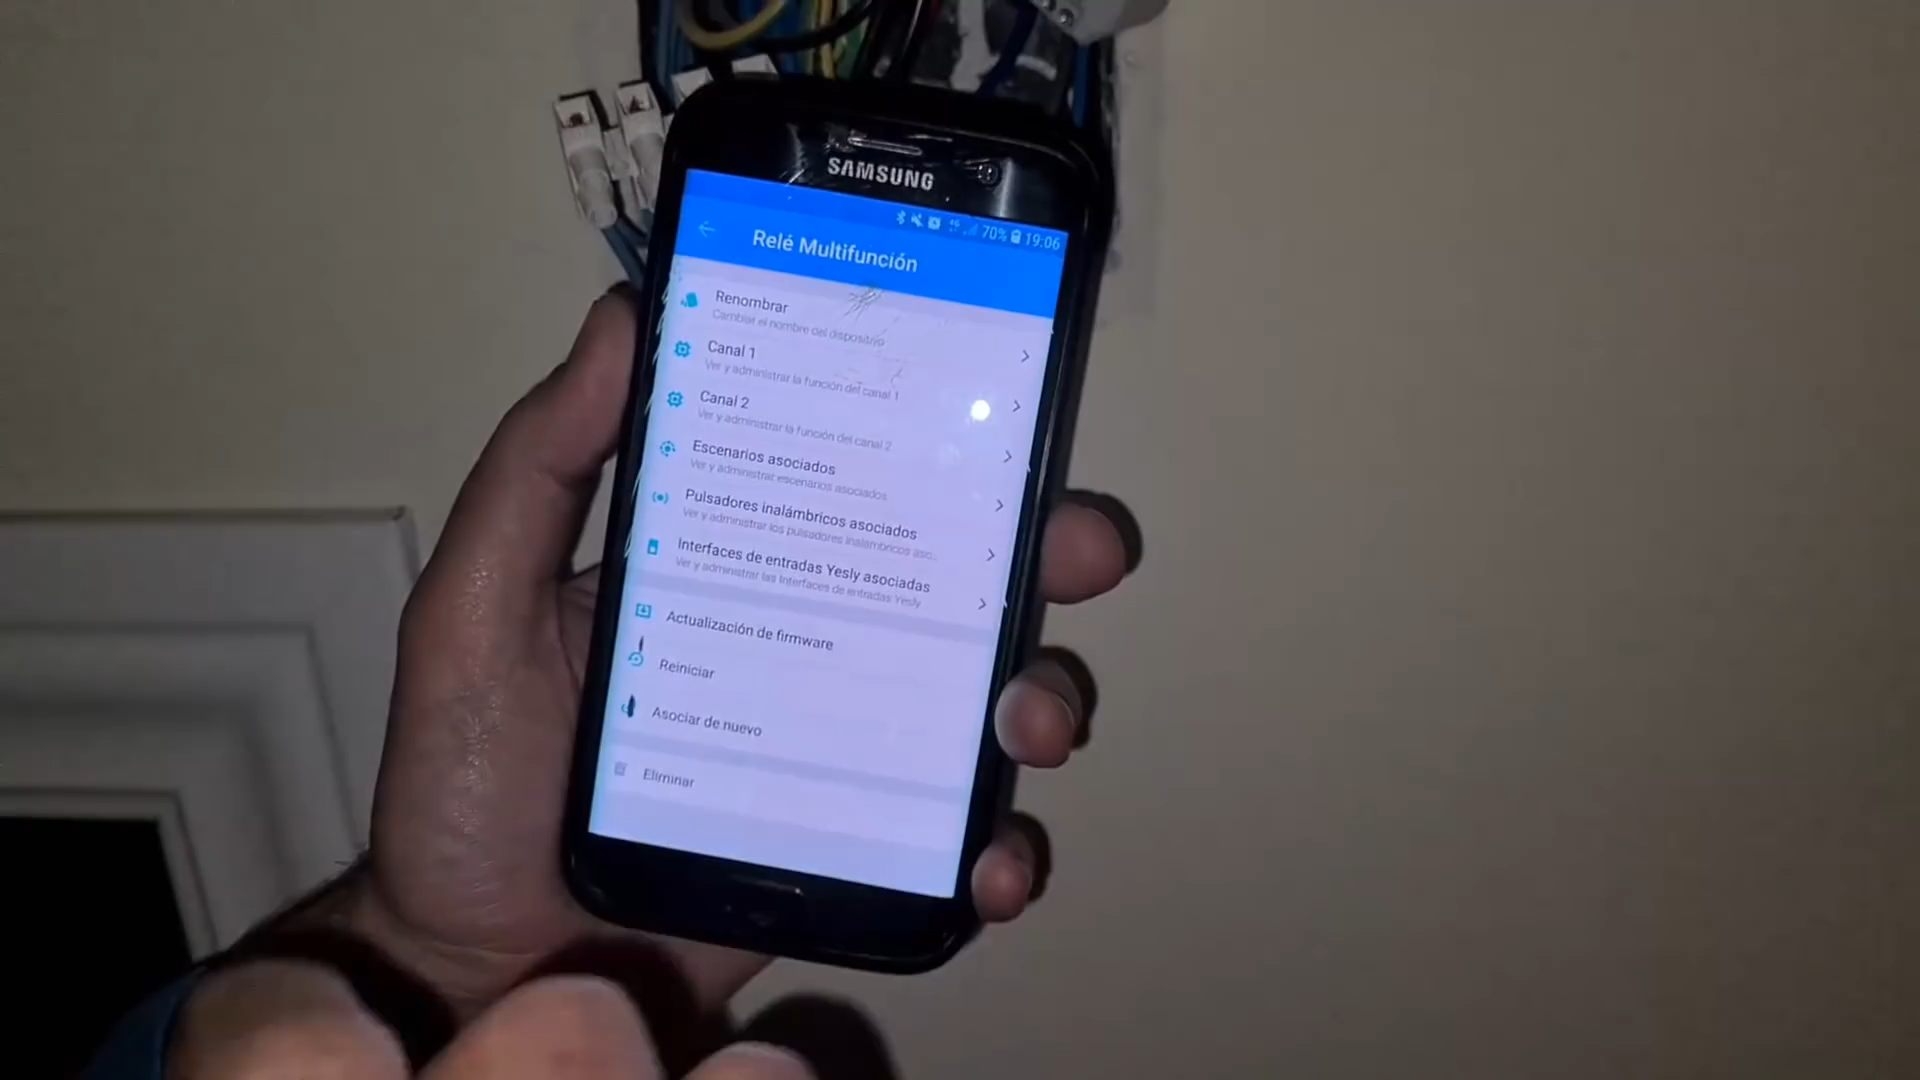 SAMSUNG
70% 19:06
Relé Multifunción
Renombrar
Cambiar el nombre del dispositivo
Canal 1
Ver y administrar la función del canal 1
Canal 2
Ver y administrar la función del canal 2
Escenarios asociados
Ver y administrar escenarios asociados
Pulsadores inalámbricos asociados
Ver y administrar los pulsadores inalámbricos aso...
Interfaces de entradas Yesly asociadas
Ver y administrar las Interfaces de entradas Yesly
Actualización de firmware
Reiniciar
Asociar de nuevo
Eliminar